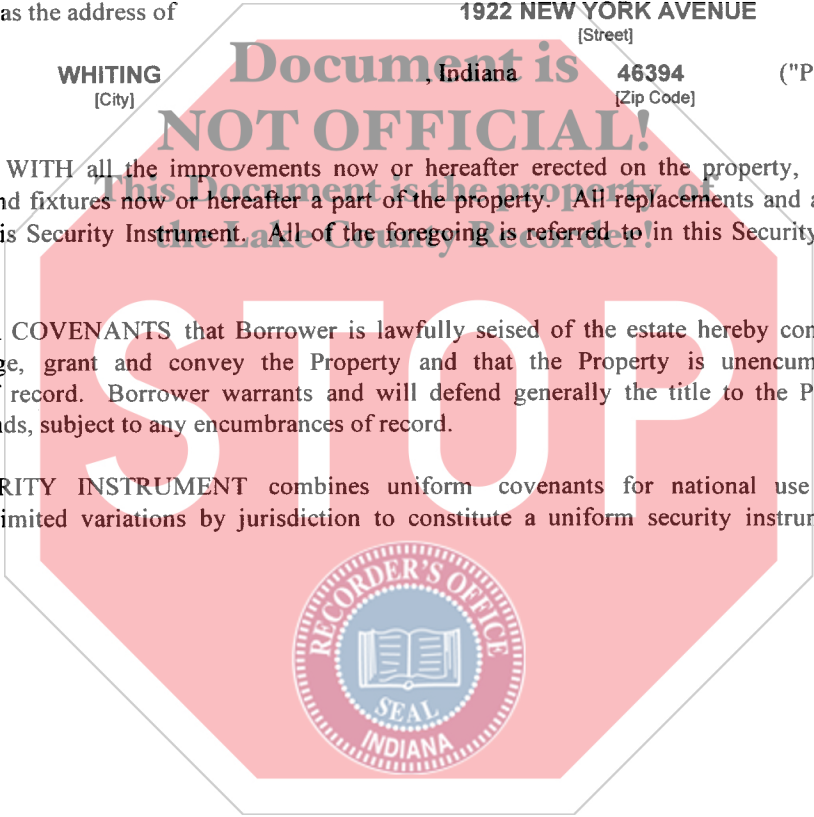 as the address of 1922 NEW YORK AVENUE
[Street]
WHITING , Indiana 46394 ("P
[City] [Zip Code]
Document is
NOT OFFICIAL!
This Document is the property of
the Lake County Recorder!
WITH all the improvements now or hereafter erected on the property,
nd fixtures now or hereafter a part of the property. All replacements and a
is Security Instrument. All of the foregoing is referred to in this Security
COVENANTS that Borrower is lawfully seised of the estate hereby con
ge, grant and convey the Property and that the Property is unencum
f record. Borrower warrants and will defend generally the title to the P
nds, subject to any encumbrances of record.
STOP
RITY INSTRUMENT combines uniform covenants for national use
imited variations by jurisdiction to constitute a uniform security instrur
RECORDER'S OFFICE
SEAL
INDIANA